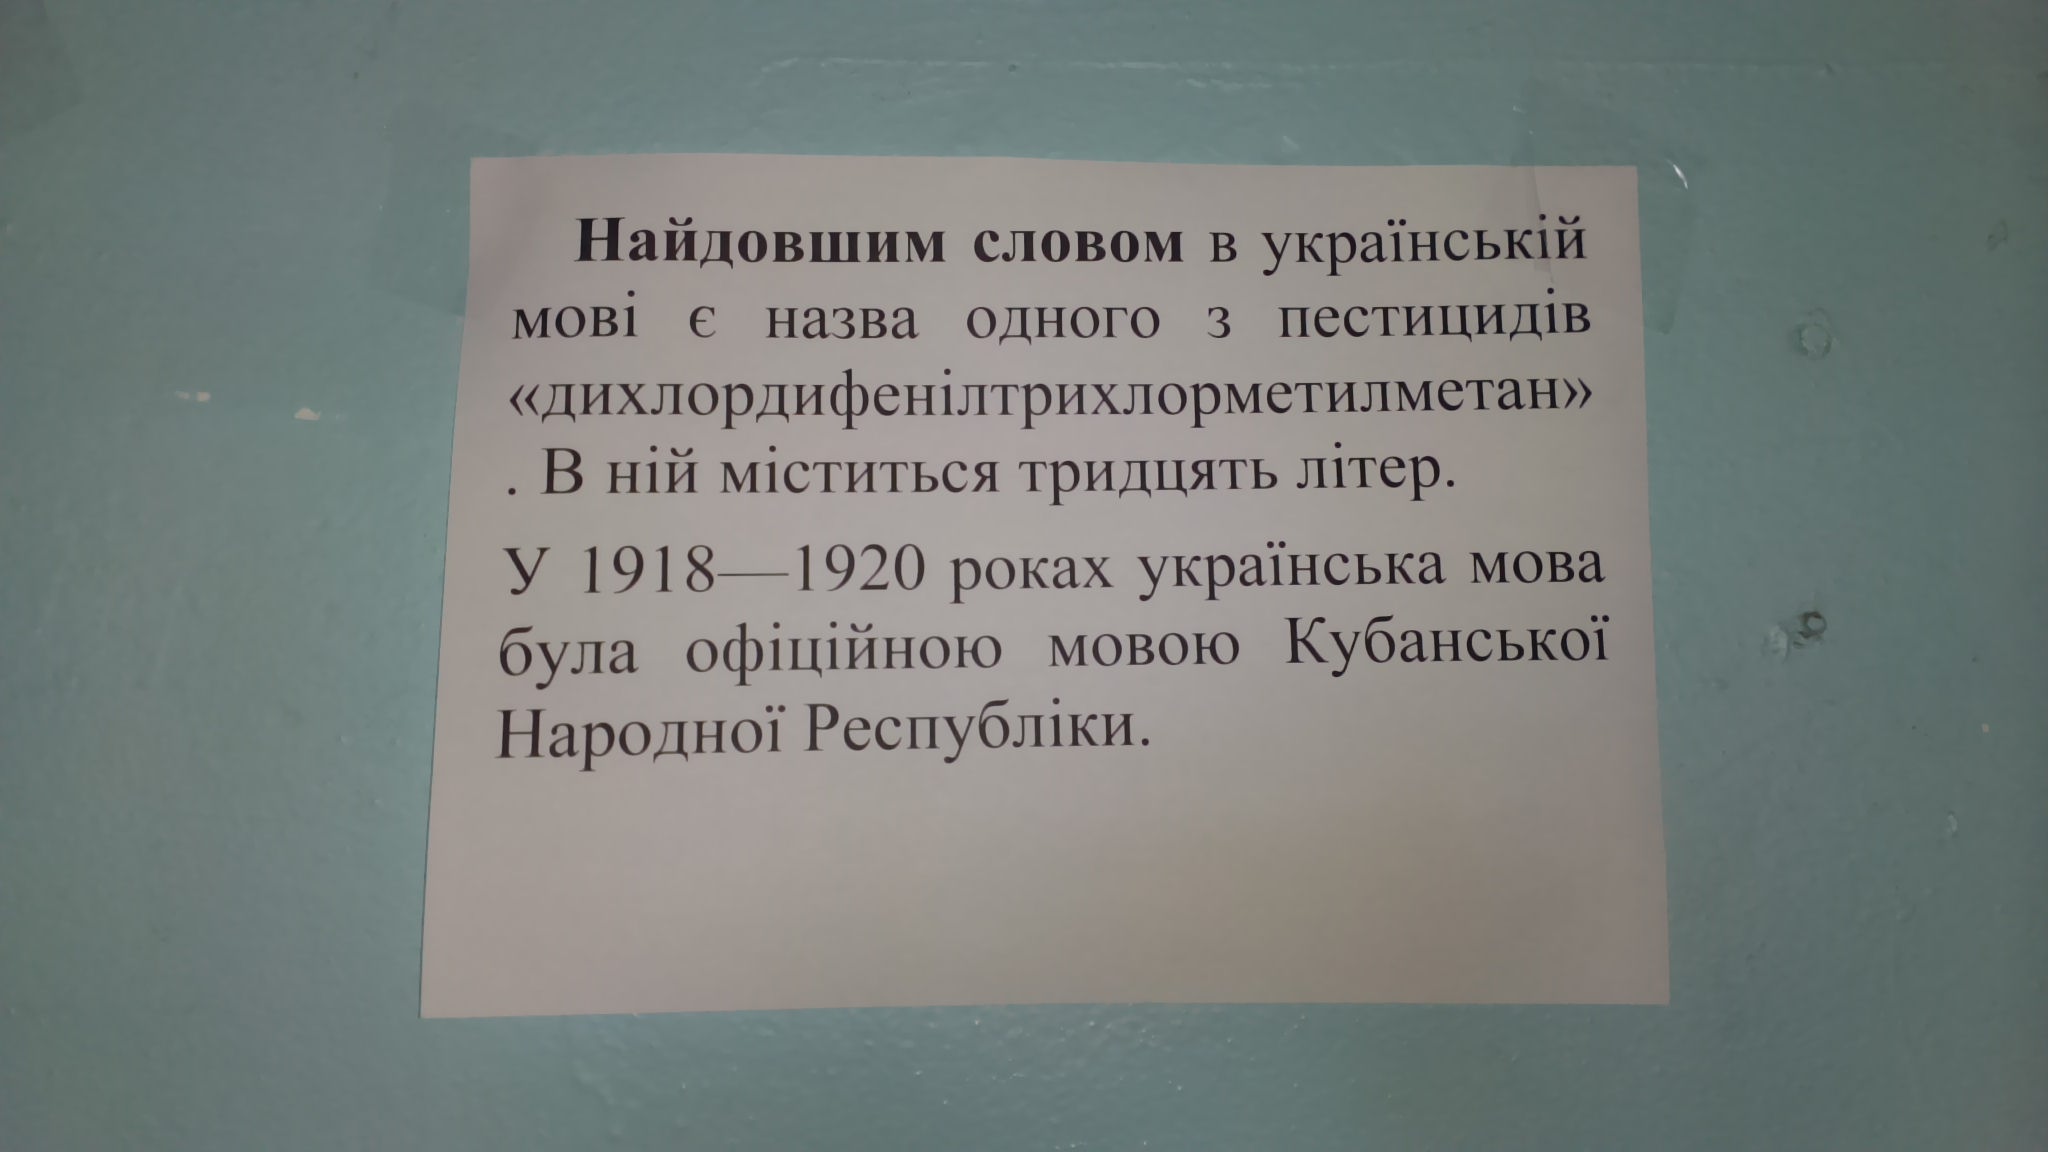 Найдовшим словом в українській
мові є назва одного з пестицидів
«дихлордифенілтрихлорметилметан»
. В ній міститься тридцять літер.
У 1918—1920 роках українська мова
була офіційною мовою Кубанської
Народної Республіки.